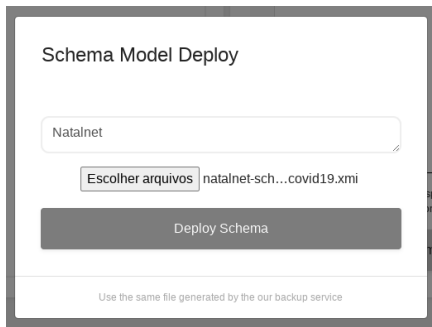 Schema Model Deploy
Natalnet
Escolher arquivos natalnet-sch…covid19.xmi
Deploy Schema
Use the same file generated by the our backup service